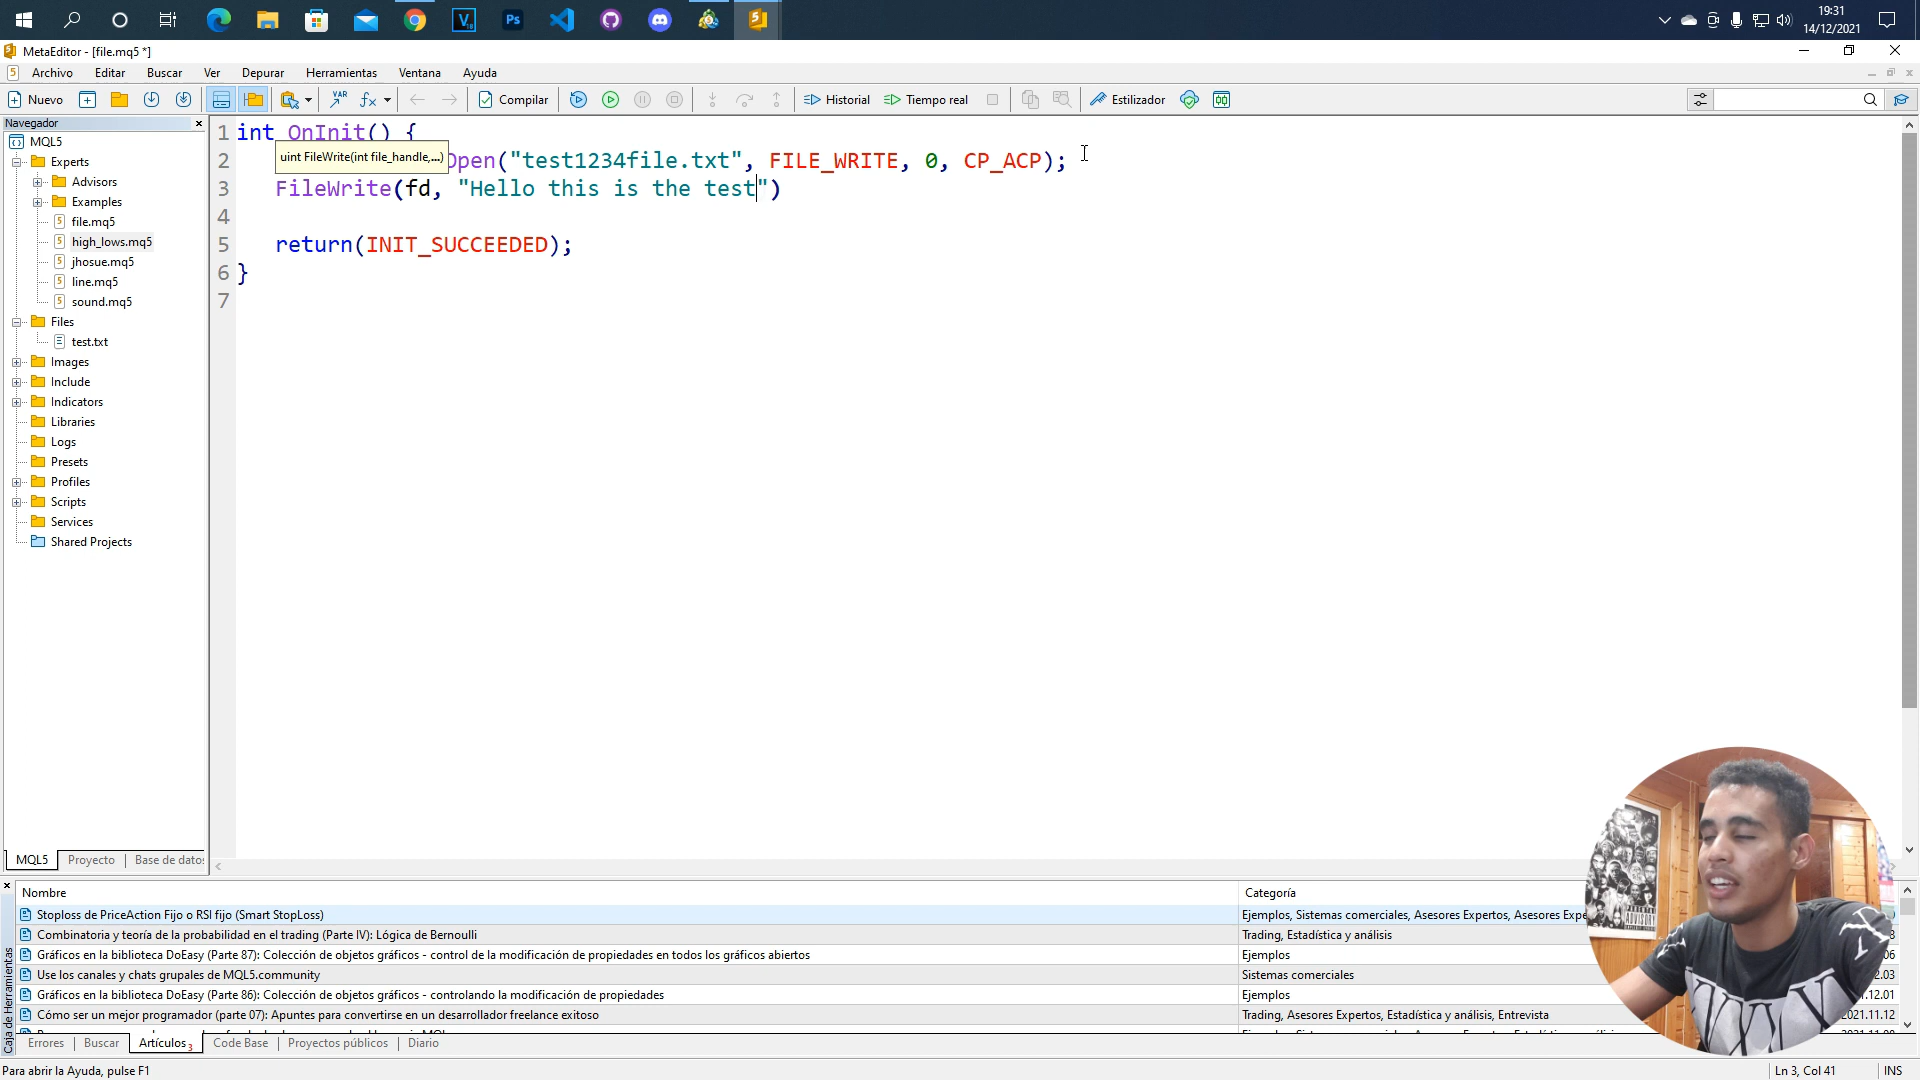 19:31
14/12/2021
MetaEditor - [file.mq5 *]
Archivo Editar Buscar Ver Depurar Herramientas Ventana Ayuda
Nuevo VAR fx Compilar Historial Tiempo real Estilizador
Navegador
MQL5
Experts
Advisors
Examples
file.mq5
high_lows.mq5
jhosue.mq5
line.mq5
sound.mq5
Files
test.txt
Images
Include
Indicators
Libraries
Logs
Presets
Profiles
Scripts
Services
Shared Projects
MQL5 Proyecto Base de datos
1 int OnInit() {
uint FileWrite(int file_handle,...)
2 Open("test1234file.txt", FILE_WRITE, 0, CP_ACP);
3 FileWrite(fd, "Hello this is the test")
4
5 return(INIT_SUCCEEDED);
6 }
7
Nombre Categoría
Stoploss de PriceAction Fijo o RSI fijo (Smart StopLoss) Ejemplos, Sistemas comerciales, Asesores Expertos, Asesores Expe
Combinatoria y teoría de la probabilidad en el trading (Parte IV): Lógica de Bernoulli Trading, Estadística y análisis
Gráficos en la biblioteca DoEasy (Parte 87): Colección de objetos gráficos - control de la modificación de propiedades en todos los gráficos abiertos Ejemplos
Use los canales y chats grupales de MQL5.community Sistemas comerciales
Gráficos en la biblioteca DoEasy (Parte 86): Colección de objetos gráficos - controlando la modificación de propiedades Ejemplos
Cómo ser un mejor programador (parte 07): Apuntes para convertirse en un desarrollador freelance exitoso Trading, Asesores Expertos, Estadística y análisis, Entrevista 2021.11.12
Caja de Herramientas
Errores Buscar Artículos 3 Code Base Proyectos públicos Diario
Para abrir la Ayuda, pulse F1 Ln 3, Col 41 INS